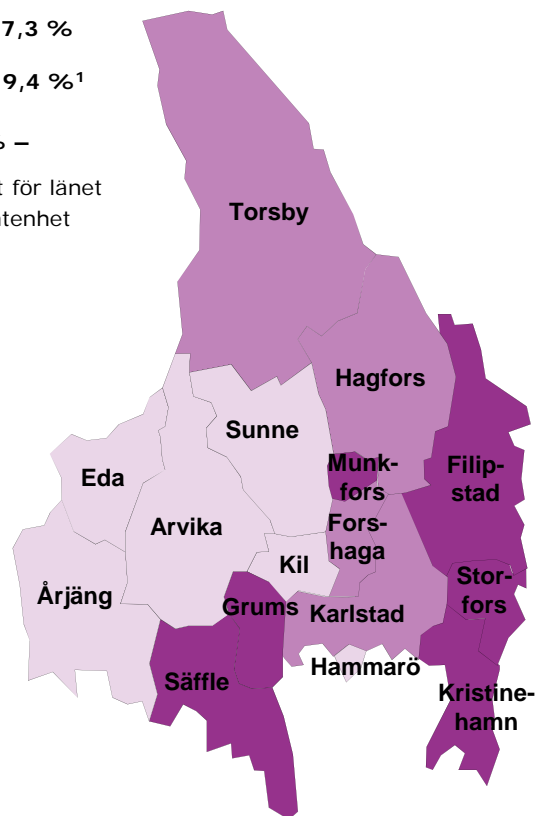 7,3 %
9,4 %¹
% –
t för länet
tenhet
Torsby
Hagfors
Sunne
Munk-
fors
Filip-
stad
Eda
Arvika
Fors-
haga
Kil
Stor-
fors
Årjäng
Grums
Karlstad
Hammarö
Säffle
Kristine-
hamn